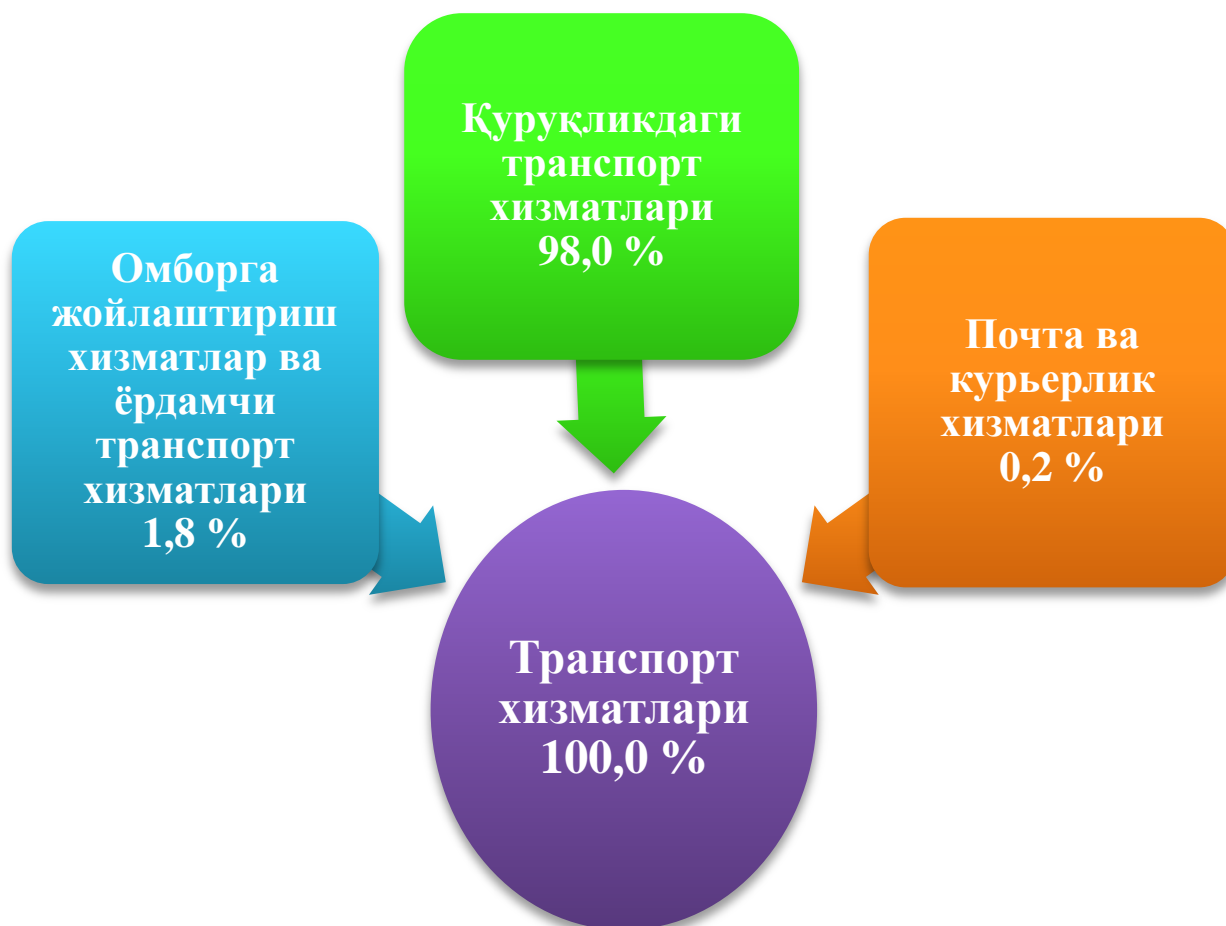 Қуруқликдаги
транспорт
хизматлари
98,0 %
Омборга
жойлаштириш
хизматлар ва
ёрдамчи
транспорт
хизматлари
1,8 %
Почта ва
курьерлик
хизматлари
0,2 %
Транспорт
хизматлари
100,0 %